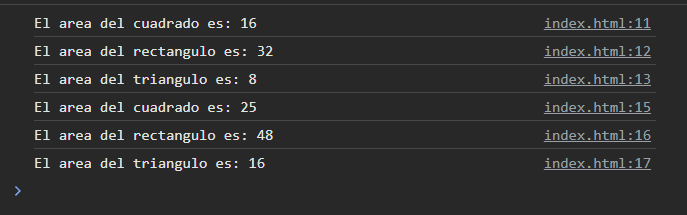 El area del cuadrado es: 16 index.html:11
El area del rectangulo es: 32 index.html:12
El area del triangulo es: 8 index.html:13
El area del cuadrado es: 25 index.html:15
El area del rectangulo es: 48 index.html:16
El area del triangulo es: 16 index.html:17
>